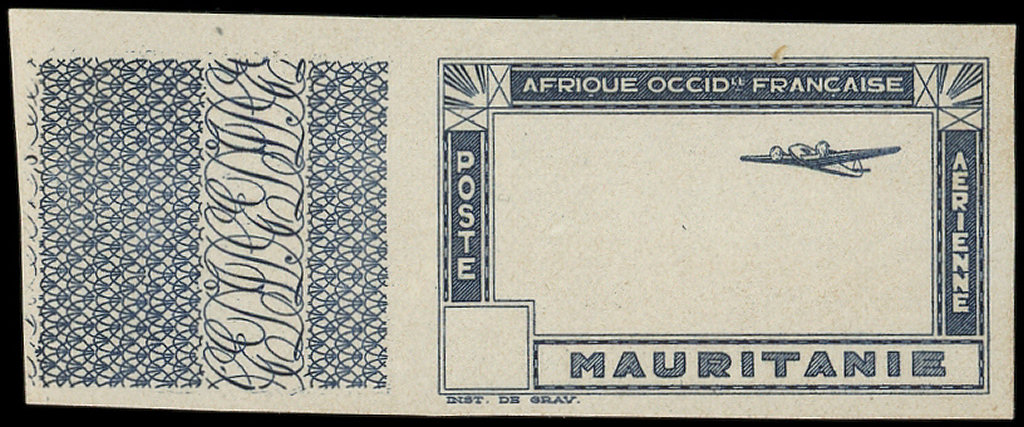 AFRIQUE OCCIDLE FRANCAISE
POSTE
AERIENNE
MAURITANIE
INST. DE GRAV.